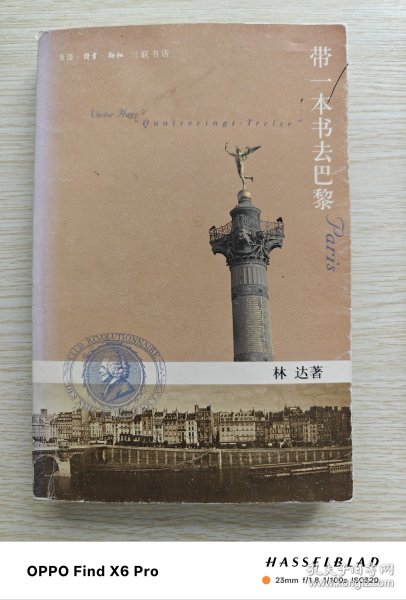 生活·读书·新知 三联书店
带一本书去巴黎
Paris
Victor Hugo
"Quatrevingt-Treize"
林 达著
OPPO Find X6 Pro
HASSELBLAD
23mm f/1.8 1/100s ISO320